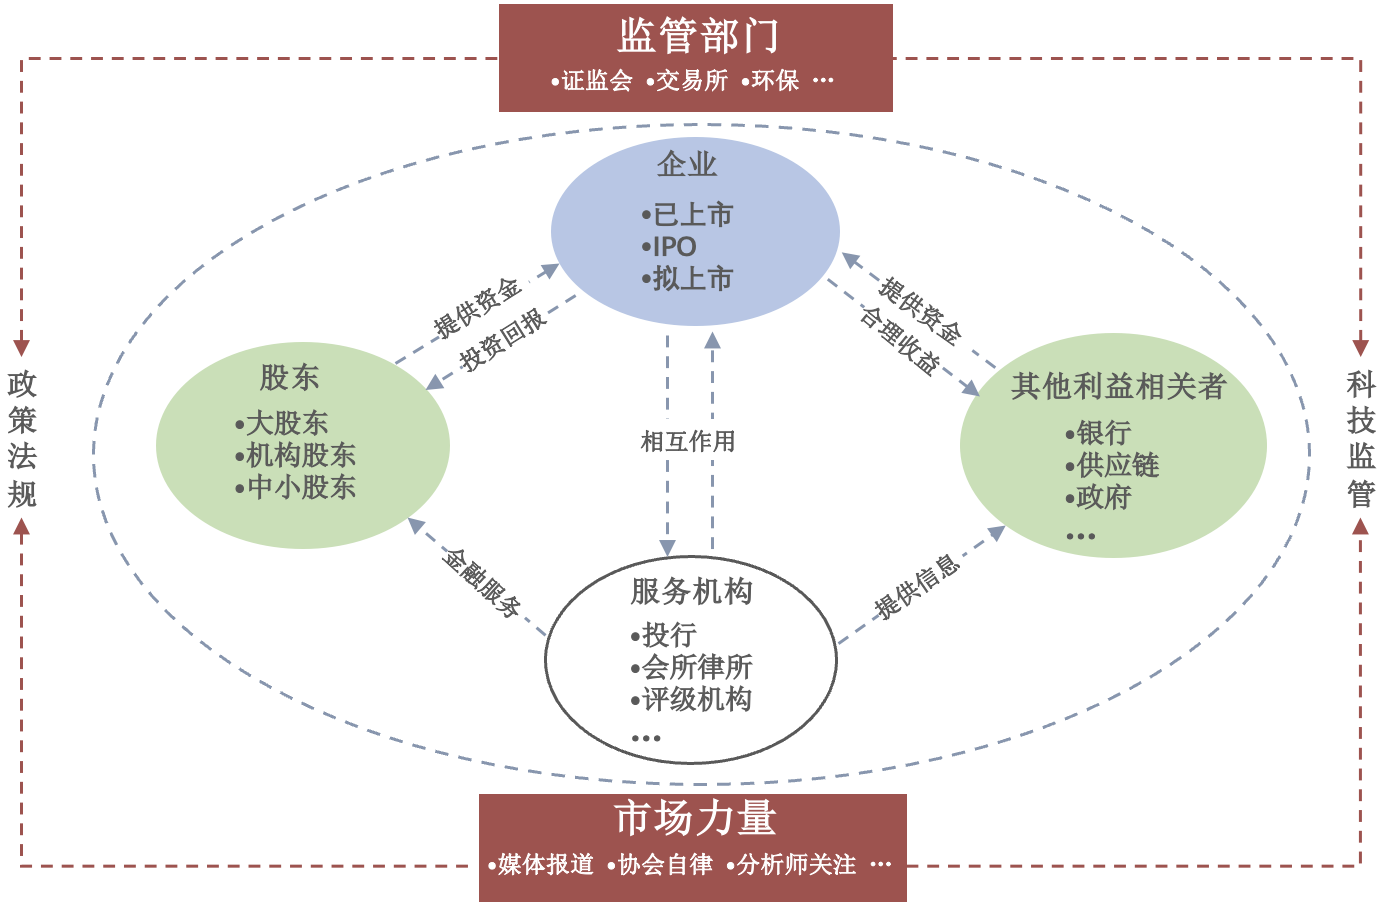 监管部门
•证监会 •交易所 •环保 …
企业
•已上市
•IPO
•拟上市
提供资金
投资回报
提供资金
合理收益
股东
•大股东
•机构股东
•中小股东
其他利益相关者
•银行
•供应链
•政府
…
政策法规
科技监管
相互作用
金融服务
提供信息
服务机构
•投行
•会所律所
•评级机构
…
市场力量
•媒体报道 •协会自律 •分析师关注 …